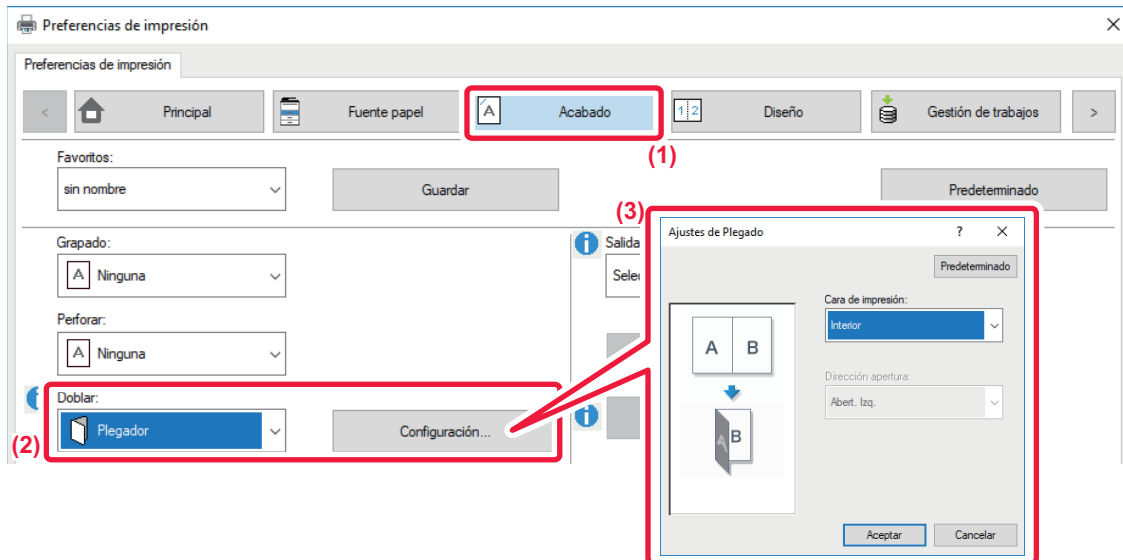 Preferencias de impresión
Preferencias de impresión
< Principal Fuente papel A Acabado 1 2 Diseño Gestión de trabajos >
(1)
Favoritos:
sin nombre Guardar Predeterminado
(3)
Grapado:
A Ninguna
Perforar:
A Ninguna
Doblar:
(2) Plegador Configuración...
i Salida
i
Ajustes de Plegado ? X
Predeterminado
Cara de impresión:
Interior
A B
Dirección apertura:
Abert. Izq.
A B
Aceptar Cancelar